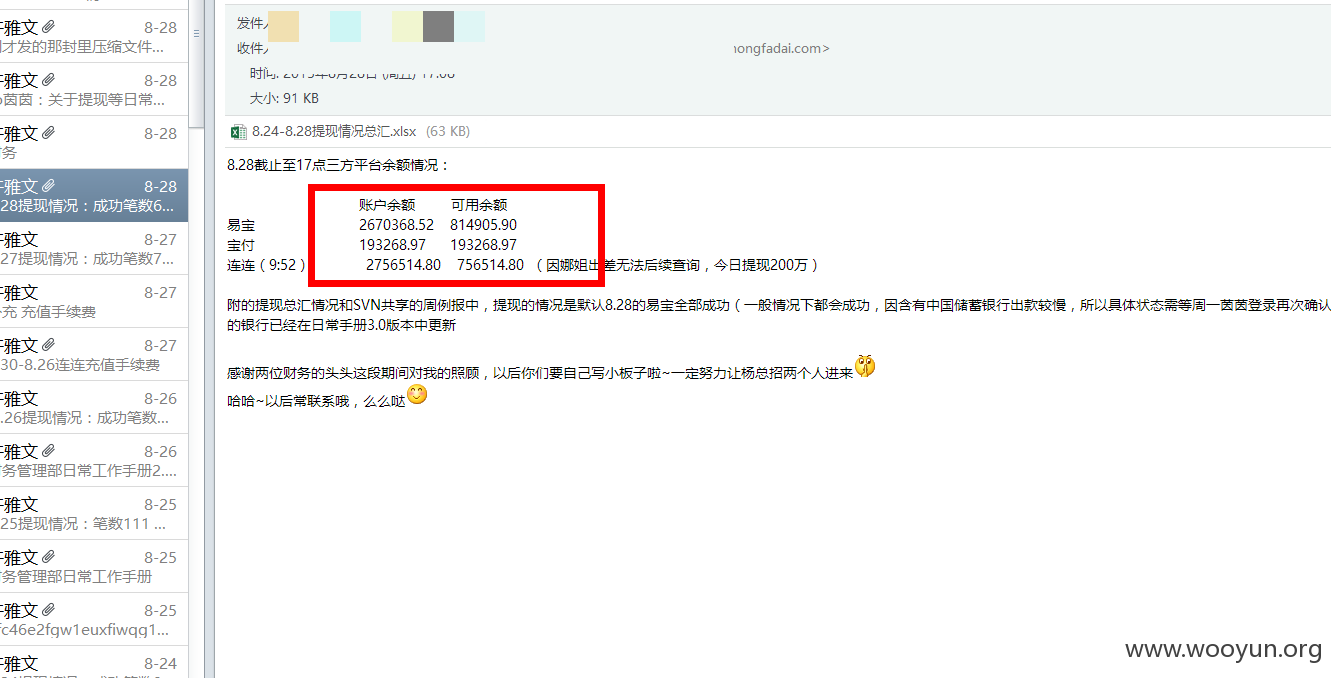 雅文 8-28
才发的那封里压缩文件...
雅文 8-28
茵茵：关于提现等日常...
雅文 8-28
务
雅文 8-28
28提现情况：成功笔数6...
雅文 8-27
27提现情况：成功笔数7...
雅文 8-27
充 充值手续费
雅文 8-27
30-8.26连连充值手续费
雅文 8-26
.26提现情况：成功笔数...
雅文 8-26
务管理部日常工作手册2....
雅文 8-25
25提现情况：笔数111 ...
雅文 8-25
务管理部日常工作手册
雅文 8-25
fc46e2fgw1euxfiwqg1...
雅文 8-24
发件人
收件人 hongfadai.com>
时间: 2015年8月28日 (周五) 17:08
大小: 91 KB
8.24-8.28提现情况总汇.xlsx (63 KB)
8.28截止至17点三方平台余额情况：
账户余额 可用余额
易宝 2670368.52 814905.90
宝付 193268.97 193268.97
连连（9:52） 2756514.80 756514.80 （因娜姐出差无法后续查询，今日提现200万）
附的提现总汇情况和SVN共享的周例报中，提现的情况是默认8.28的易宝全部成功（一般情况下都会成功，因含有中国储蓄银行出款较慢，所以具体状态需等周一茵茵登录再次确认
的银行已经在日常手册3.0版本中更新
感谢两位财务的头头这段期间对我的照顾，以后你们要自己写小板子啦~一定努力让杨总招两个人进来
哈哈~以后常联系哦，么么哒
www.wooyun.org